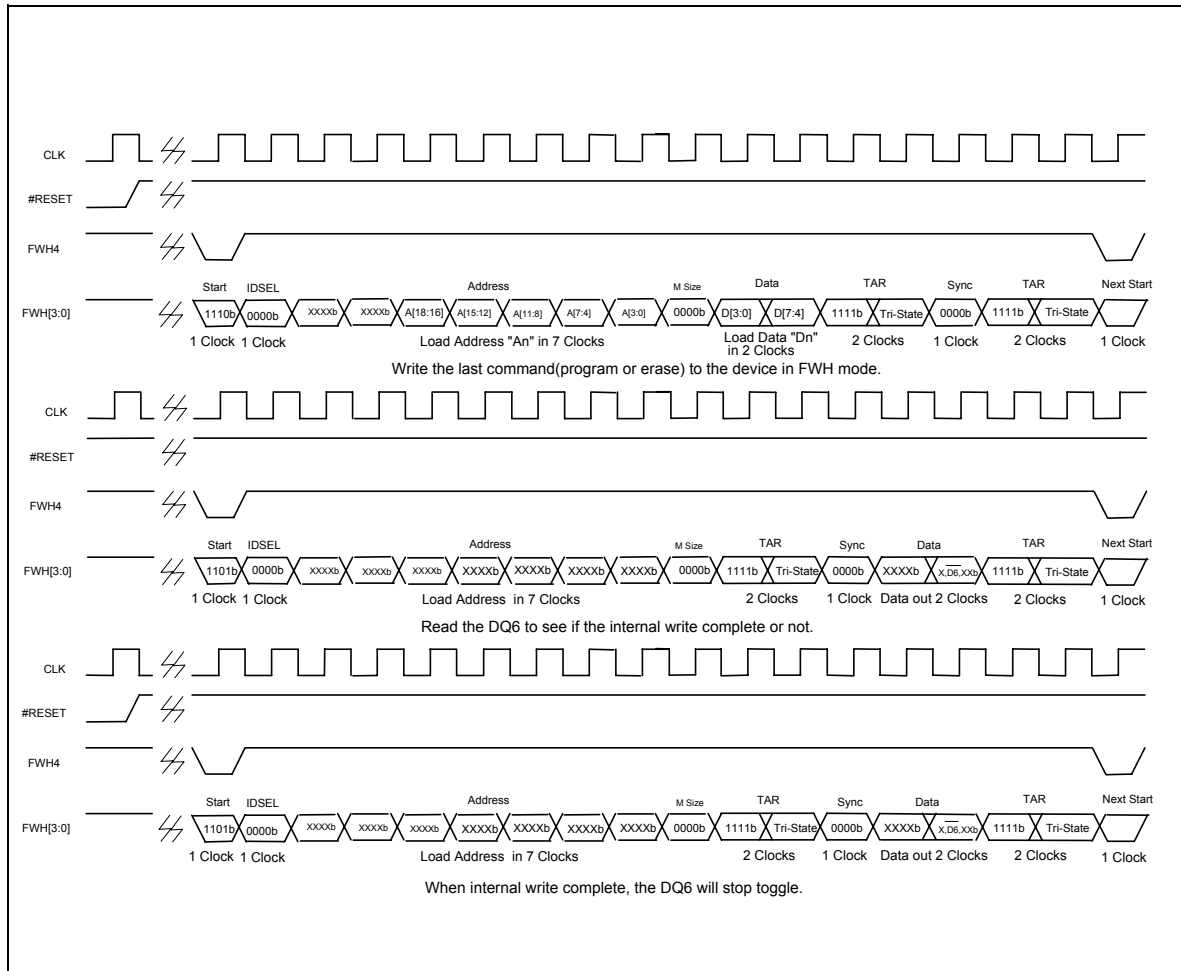 CLK
#RESET
FWH4
Start IDSEL Address M Size Data TAR Sync TAR Next Start
FWH[3:0] 1110b 0000b XXXXb XXXXb A[18:16] A[15:12] A[11:8] A[7:4] A[3:0] 0000b D[3:0] D[7:4] 1111b Tri-State 0000b 1111b Tri-State
1 Clock 1 Clock Load Address "An" in 7 Clocks Load Data "Dn" in 2 Clocks 2 Clocks 1 Clock 2 Clocks 1 Clock
Write the last command(program or erase) to the device in FWH mode.
CLK
#RESET
FWH4
Start IDSEL Address M Size TAR Sync Data TAR Next Start
FWH[3:0] 1101b 0000b XXXXb XXXXb XXXXb XXXXb XXXXb XXXXb XXXXb 0000b 1111b Tri-State 0000b XXXXb X,D6,XXb 1111b Tri-State
1 Clock 1 Clock Load Address in 7 Clocks 2 Clocks 1 Clock Data out 2 Clocks 2 Clocks 1 Clock
Read the DQ6 to see if the internal write complete or not.
CLK
#RESET
FWH4
Start IDSEL Address M Size TAR Sync Data TAR Next Start
FWH[3:0] 1101b 0000b XXXXb XXXXb XXXXb XXXXb XXXXb XXXXb XXXXb 0000b 1111b Tri-State 0000b XXXXb X,D6,XXb 1111b Tri-State
1 Clock 1 Clock Load Address in 7 Clocks 2 Clocks 1 Clock Data out 2 Clocks 2 Clocks 1 Clock
When internal write complete, the DQ6 will stop toggle.